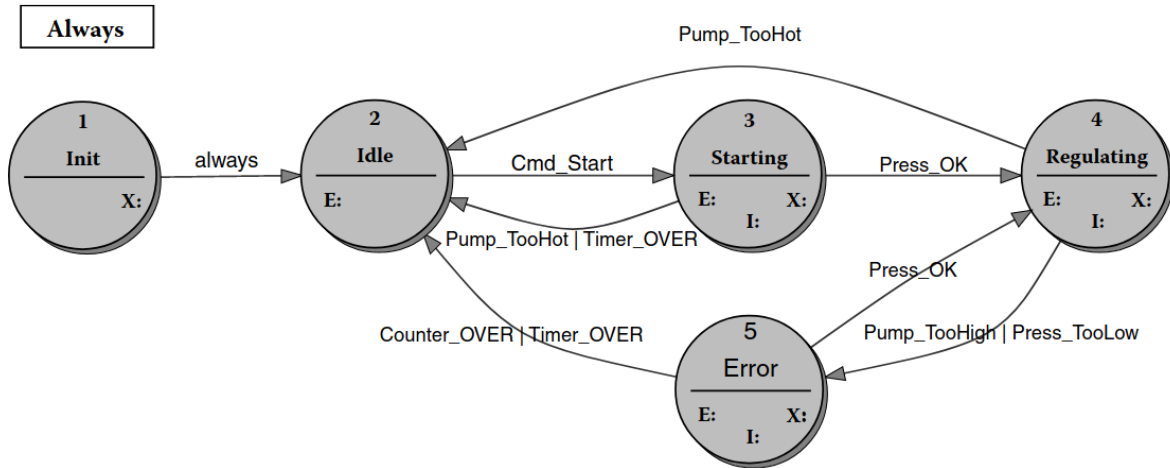 Always
Pump_TooHot
1
Init
X:
always
2
Idle
E:
Cmd_Start
3
Starting
E: X:
I:
Press_OK
4
Regulating
E: X:
I:
Pump_TooHot | Timer_OVER
Press_OK
Counter_OVER | Timer_OVER
Pump_TooHigh | Press_TooLow
5
Error
E: X:
I: